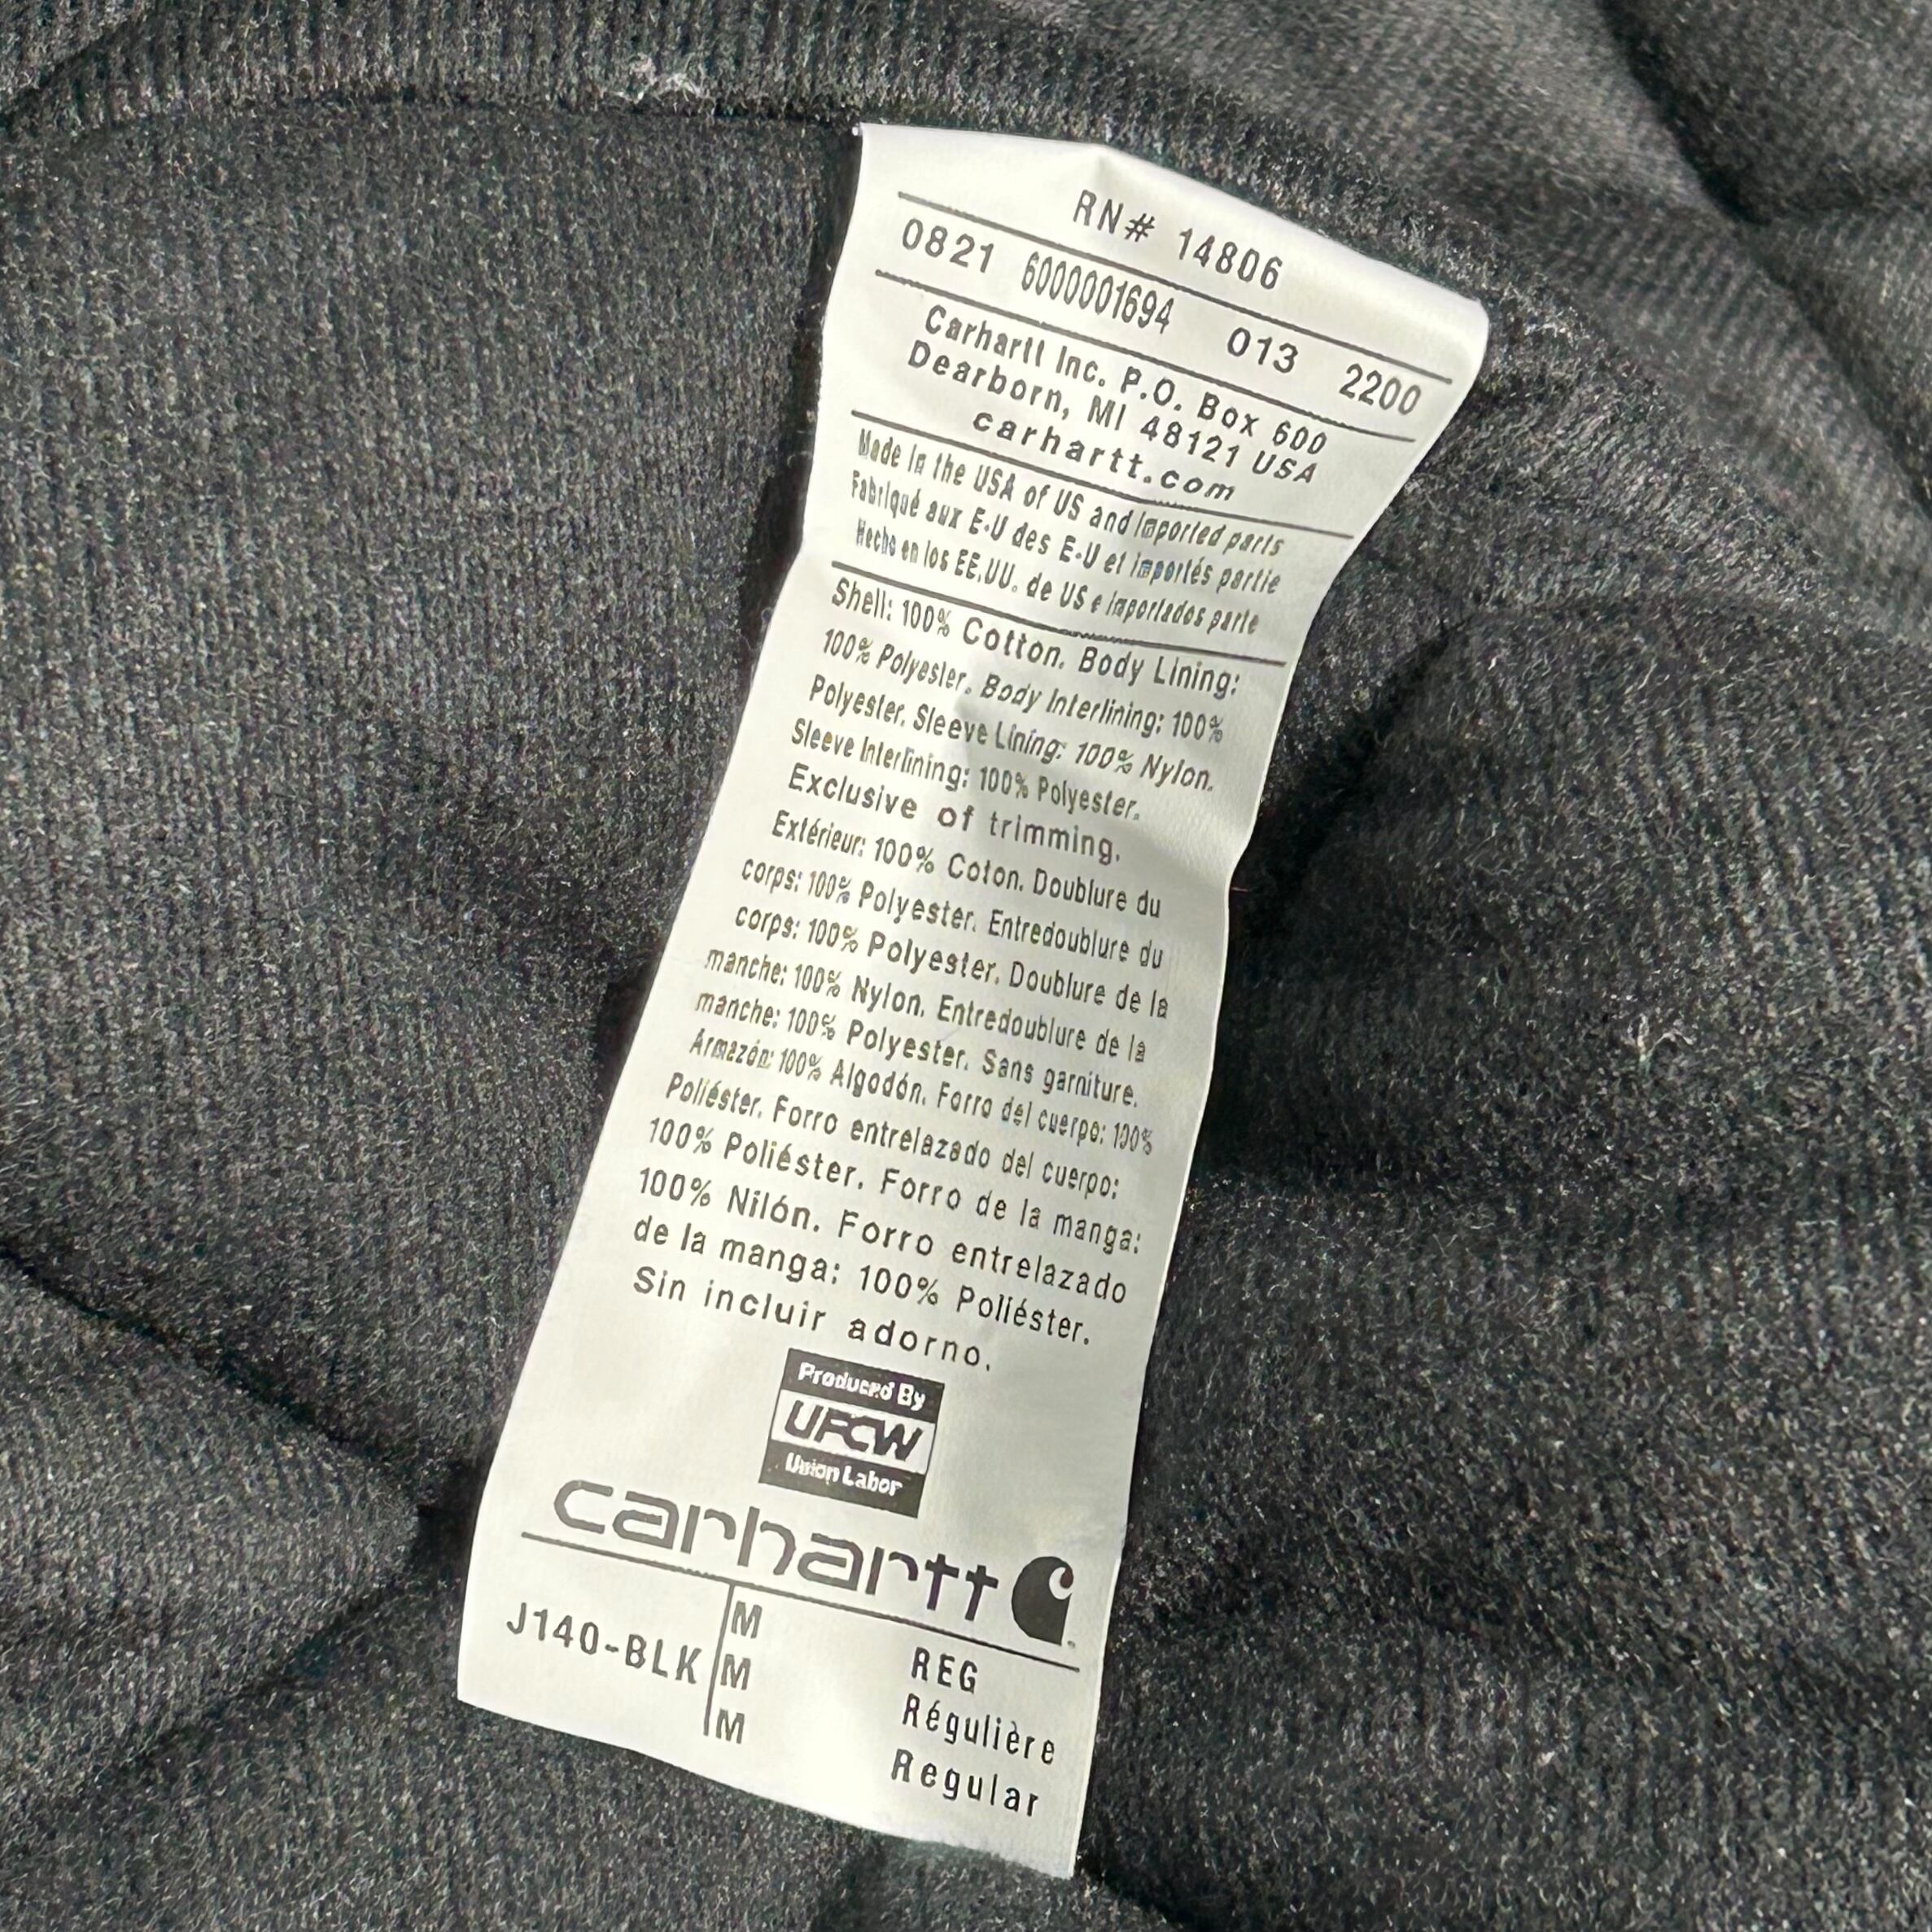 RN# 14806
0821 6000001694 013 2200
Carhartt Inc. P.O. Box 600
Dearborn, MI 48121 USA
carhartt.com
Made in the USA of US and imported parts
Fabriqué aux E-U des E-U et importés partie
Hecho en los EE.UU. de US e importados parte
Shell: 100% Cotton. Body Lining:
100% Polyester. Body Interlining: 100%
Polyester. Sleeve Lining: 100% Nylon.
Sleeve Interlining: 100% Polyester.
Exclusive of trimming.
Extérieur: 100% Coton. Doublure du
corps: 100% Polyester. Entredoublure du
corps: 100% Polyester. Doublure de la
manche: 100% Nylon. Entredoublure de la
manche: 100% Polyester. Sans garniture.
Armazón: 100% Algodón. Forro del cuerpo: 100%
Poliéster. Forro entrelazado del cuerpo:
100% Poliéster. Forro de la manga:
100% Nilón. Forro entrelazado
de la manga: 100% Poliéster.
Sin incluir adorno.
Produced By
UFCW
Union Labor
carhartt
J140-BLK
M REG
M Régulière
M Regular